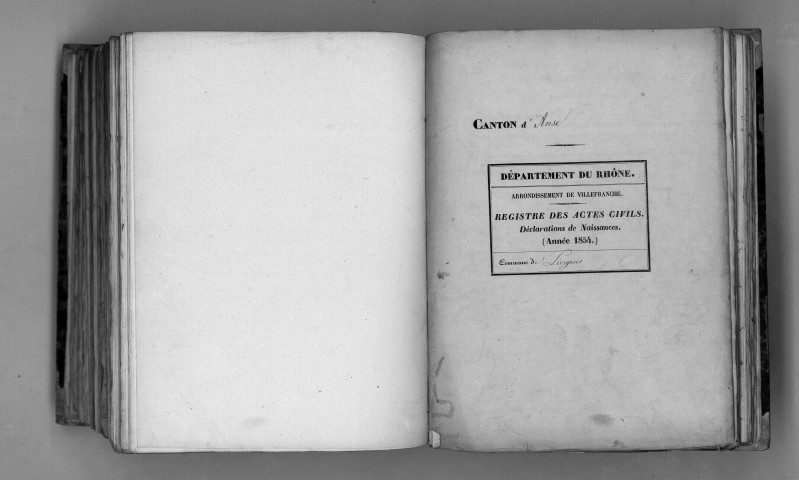 CANTON d'Anse
DÉPARTEMENT DU RHÔNE.
ARRONDISSEMENT DE VILLEFRANCHE.
REGISTRE DES ACTES CIVILS.
Déclarations de Naissances.
(Année 1854.)
Commune de Liergues